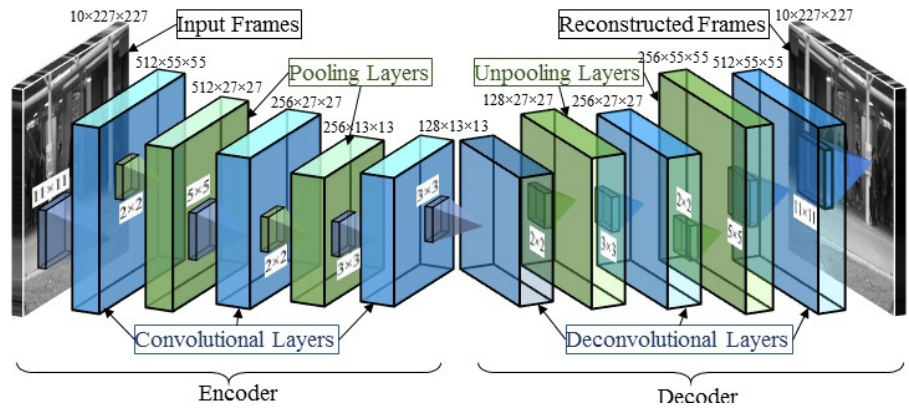 10×227×227
Input Frames
512×55×55
512×27×27
Pooling Layers
256×27×27
256×13×13
128×13×13
11×11
2×2
5×5
2×2
3×3
3×3
Convolutional Layers
Encoder
Reconstructed Frames
10×227×227
Unpooling Layers
256×55×55
512×55×55
128×27×27
256×27×27
2×2
3×3
2×2
5×5
11×11
Deconvolutional Layers
Decoder